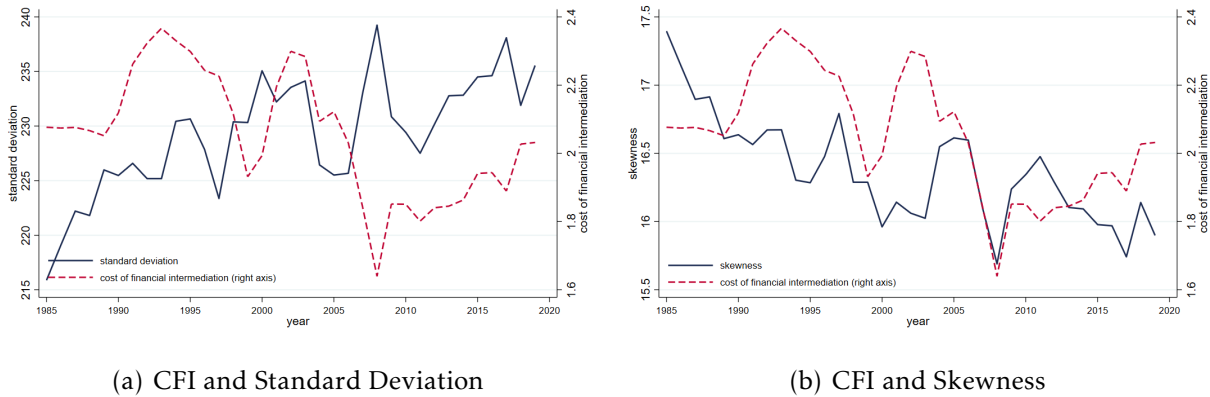 240
235
230
225
220
215
standard deviation
2.4
2.2
2
1.8
1.6
cost of financial intermediation
standard deviation
cost of financial intermediation (right axis)
1985 1990 1995 2000 2005 2010 2015 2020
year
(a) CFI and Standard Deviation
17.5
17
16.5
16
15.5
skewness
2.4
2.2
2
1.8
1.6
cost of financial intermediation
skewness
cost of financial intermediation (right axis)
1985 1990 1995 2000 2005 2010 2015 2020
year
(b) CFI and Skewness